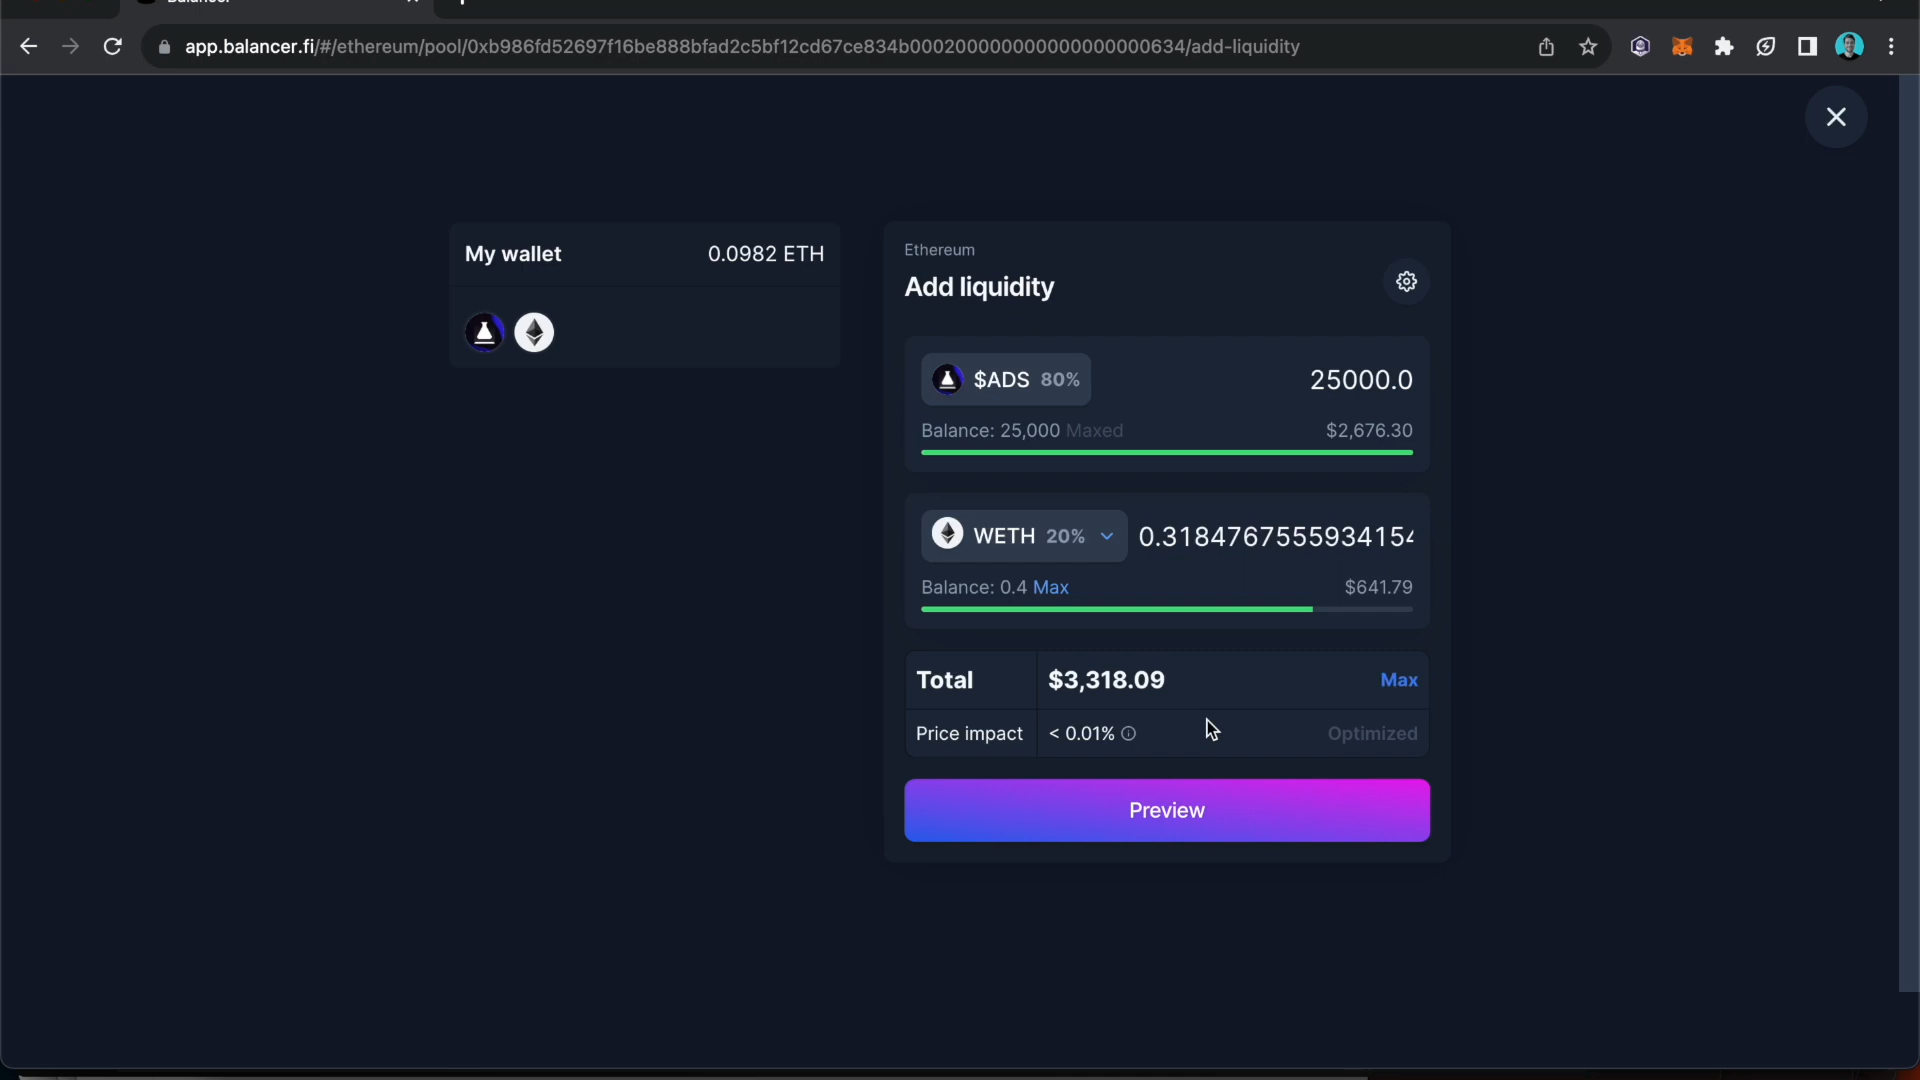 app.balancer.fi/#/ethereum/pool/0xb986fd52697f16be888bfad2c5bf12cd67ce834b000200000000000000000634/add-liquidity
My wallet 0.0982 ETH
Ethereum
Add liquidity
$ADS 80% 25000.0
Balance: 25,000 Maxed $2,676.30
WETH 20% 0.3184767555934154
Balance: 0.4 Max $641.79
Total $3,318.09 Max
Price impact < 0.01% Optimized
Preview